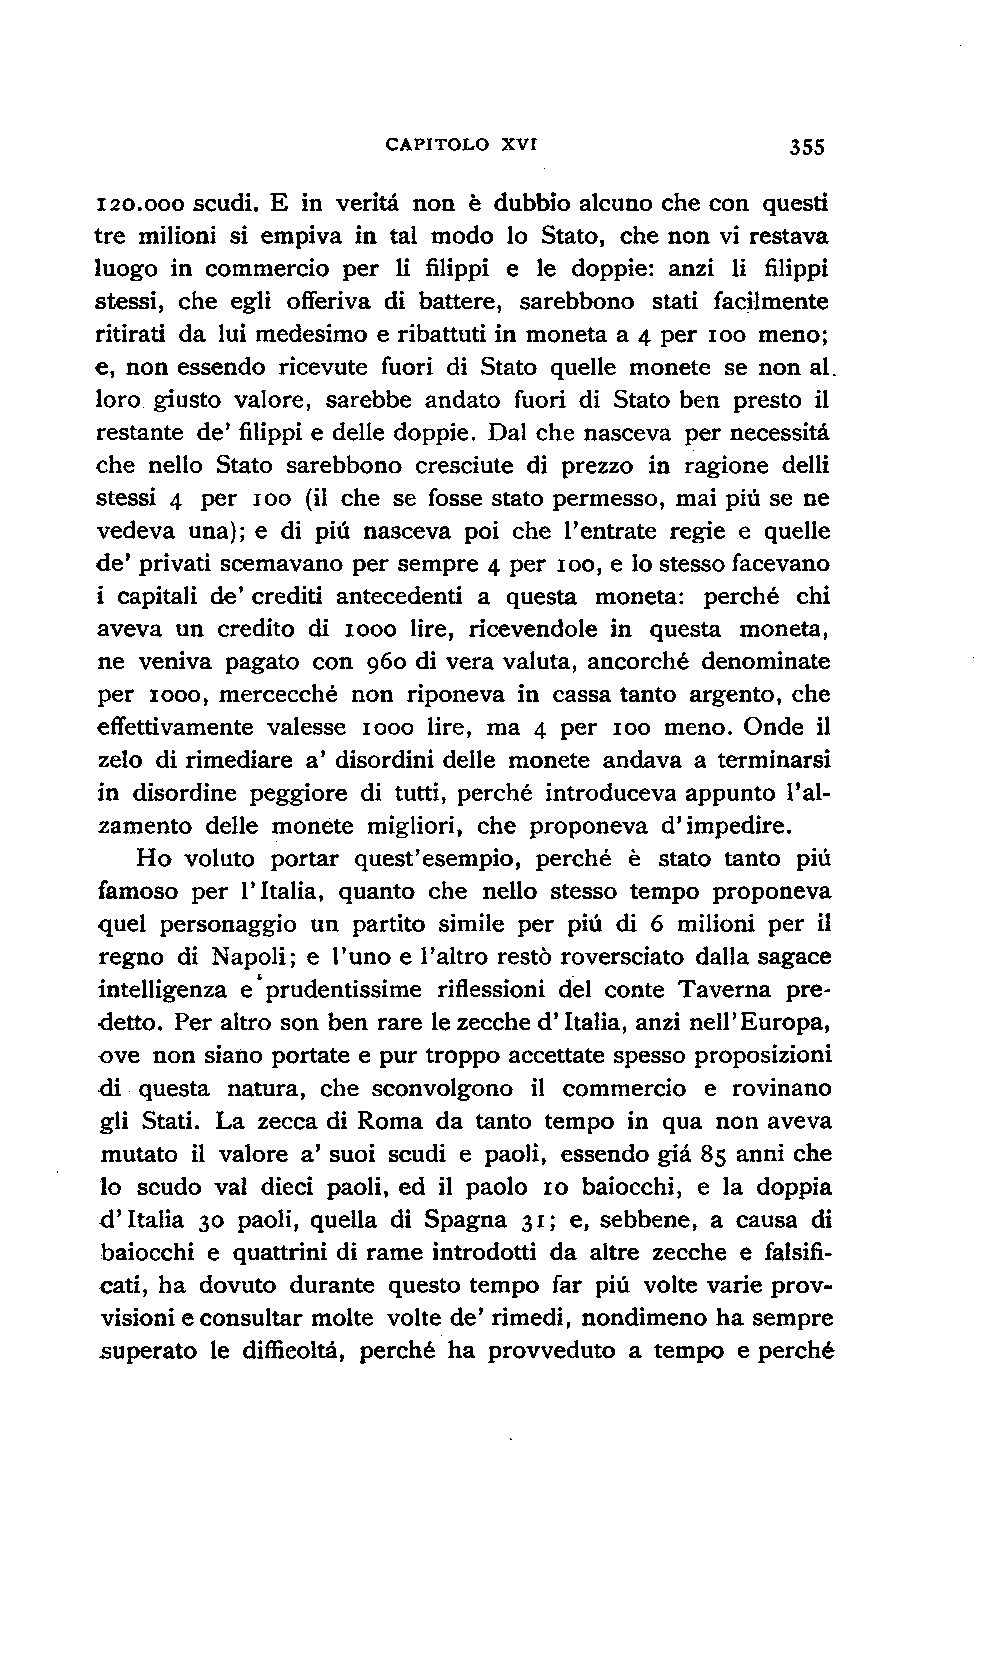 CAPITOLO XVI 355
120.000 scudi. E in veritá non è dubbio alcuno che con questi
tre milioni si empiva in tal modo lo Stato, che non vi restava
luogo in commercio per li filippi e le doppie: anzi li filippi
stessi, che egli offeriva di battere, sarebbono stati facilmente
ritirati da lui medesimo e ribattuti in moneta a 4 per 100 meno;
e, non essendo ricevute fuori di Stato quelle monete se non al
loro giusto valore, sarebbe andato fuori di Stato ben presto il
restante de' filippi e delle doppie. Dal che nasceva per necessitá
che nello Stato sarebbono cresciute di prezzo in ragione delli
stessi 4 per 100 (il che se fosse stato permesso, mai piú se ne
vedeva una); e di piú nasceva poi che l'entrate regie e quelle
de' privati scemavano per sempre 4 per 100, e lo stesso facevano
i capitali de' crediti antecedenti a questa moneta: perché chi
aveva un credito di 1000 lire, ricevendole in questa moneta,
ne veniva pagato con 960 di vera valuta, ancorché denominate
per 1000, mercecché non riponeva in cassa tanto argento, che
effettivamente valesse 1000 lire, ma 4 per 100 meno. Onde il
zelo di rimediare a' disordini delle monete andava a terminarsi
in disordine peggiore di tutti, perché introduceva appunto l'al-
zamento delle monete migliori, che proponeva d'impedire.
Ho voluto portar quest'esempio, perché è stato tanto piú
famoso per l'Italia, quanto che nello stesso tempo proponeva
quel personaggio un partito simile per piú di 6 milioni per il
regno di Napoli; e l'uno e l'altro restò roversciato dalla sagace
intelligenza e prudentissime riflessioni del conte Taverna pre-
detto. Per altro son ben rare le zecche d'Italia, anzi nell'Europa,
ove non siano portate e pur troppo accettate spesso proposizioni
di questa natura, che sconvolgono il commercio e rovinano
gli Stati. La zecca di Roma da tanto tempo in qua non aveva
mutato il valore a' suoi scudi e paoli, essendo giá 85 anni che
lo scudo val dieci paoli, ed il paolo 10 baiocchi, e la doppia
d'Italia 30 paoli, quella di Spagna 31; e, sebbene, a causa di
baiocchi e quattrini di rame introdotti da altre zecche e falsifi-
cati, ha dovuto durante questo tempo far piú volte varie prov-
visioni e consultar molte volte de' rimedi, nondimeno ha sempre
superato le difficoltá, perché ha provveduto a tempo e perché